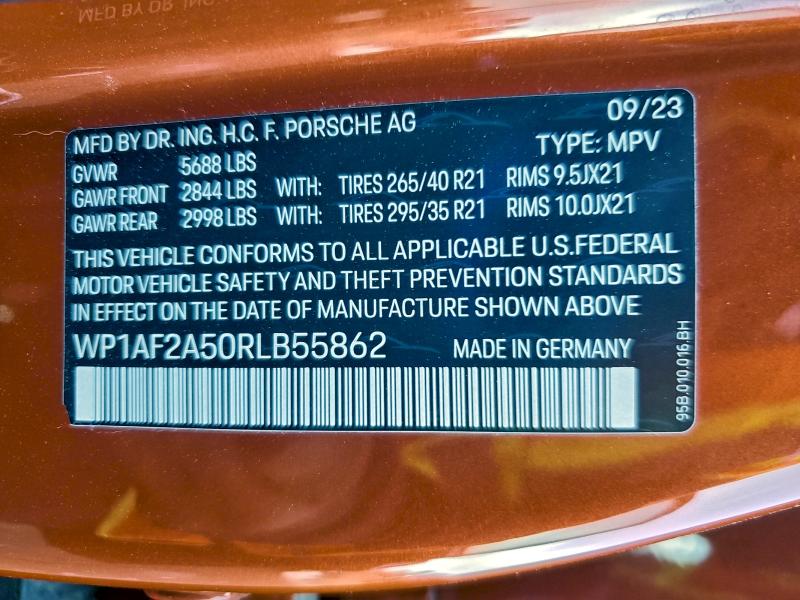 MFD BY DR. ING. H.C. F. PORSCHE AG 09/23
TYPE: MPV
GVWR 5688 LBS
GAWR FRONT 2844 LBS WITH: TIRES 265/40 R21 RIMS 9.5JX21
GAWR REAR 2998 LBS WITH: TIRES 295/35 R21 RIMS 10.0JX21
THIS VEHICLE CONFORMS TO ALL APPLICABLE U.S.FEDERAL
MOTOR VEHICLE SAFETY AND THEFT PREVENTION STANDARDS
IN EFFECT ON THE DATE OF MANUFACTURE SHOWN ABOVE
WP1AF2A50RLB55862 MADE IN GERMANY
95B.010.016.BH